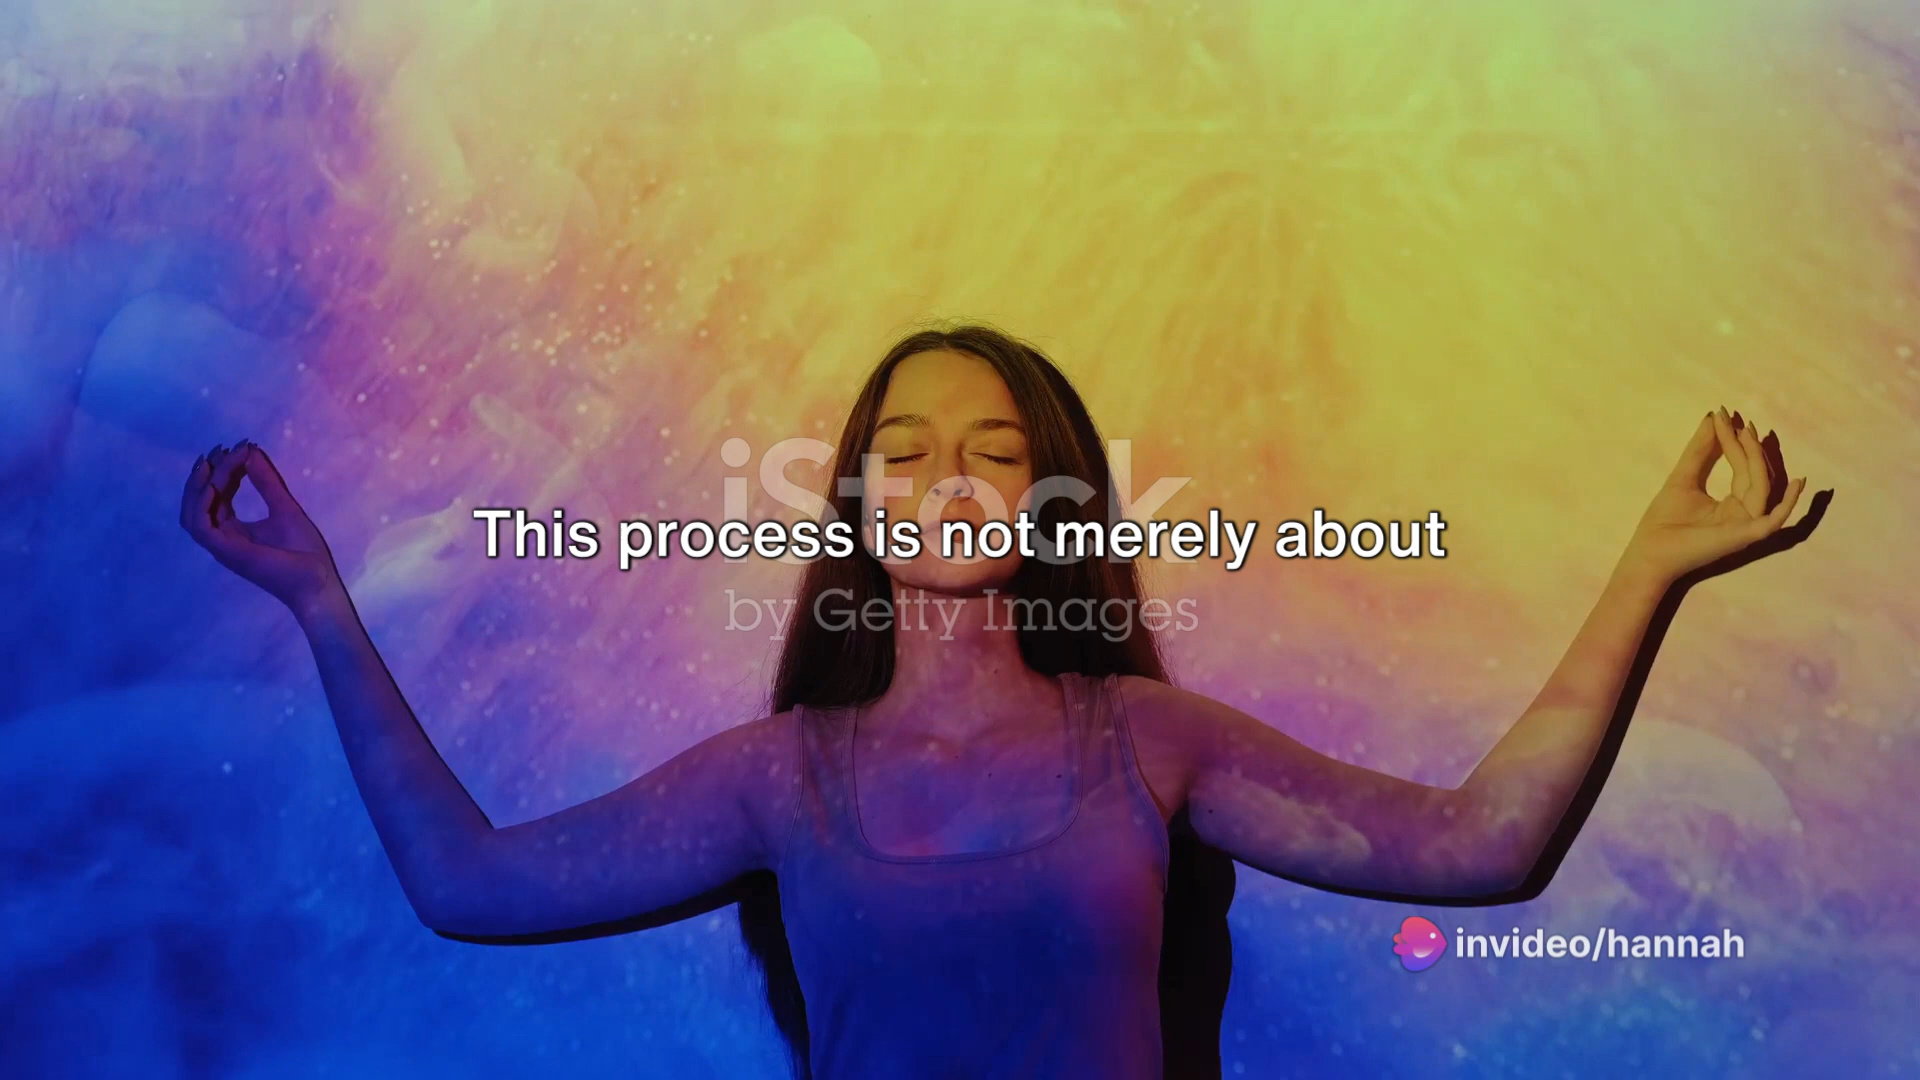 iStock
This process is not merely about
by Getty Images
invideo/hannah